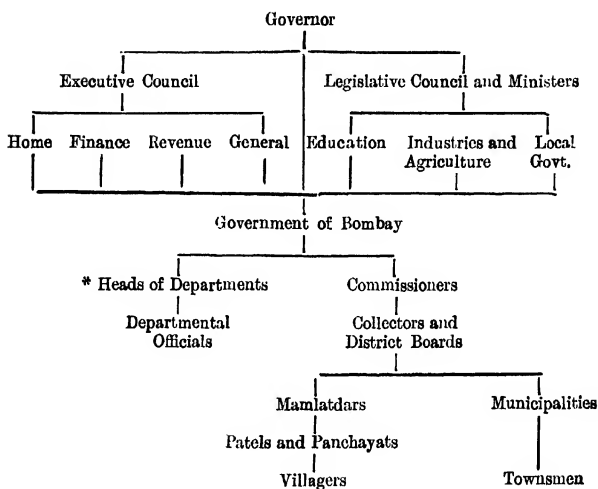 Governor
Executive Council Legislative Council and Ministers
Home Finance Revenue General Education Industries and Local
Agriculture Govt.
Government of Bombay
* Heads of Departments Commissioners
Departmental Collectors and
Officials District Boards
Mamlatdars Municipalities
Patels and Panchayats
Villagers Townsmen